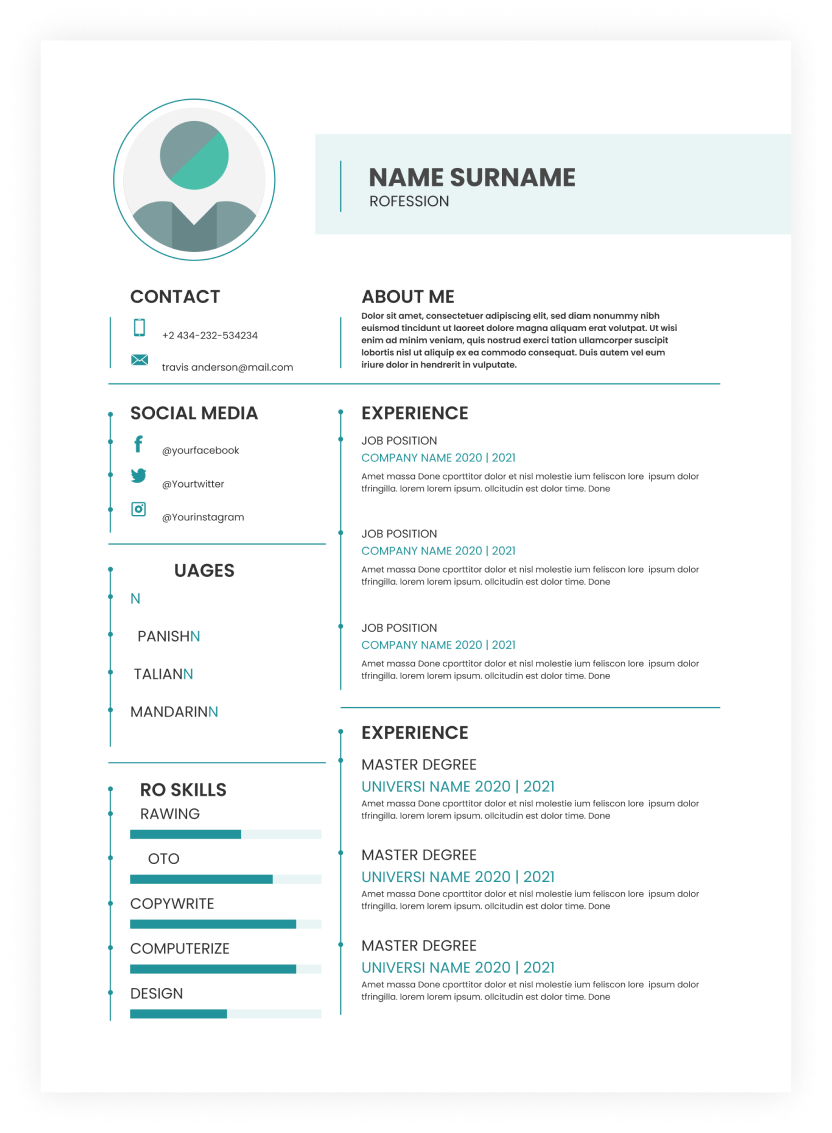 NAME SURNAME
ROFESSION
CONTACT
+2 434-232-534234
travis anderson@mail.com
ABOUT ME
Dolor sit amet, consectetuer adipiscing elit, sed diam nonummy nibh
euismod tincidunt ut laoreet dolore magna aliquam erat volutpat. Ut wisi
enim ad minim veniam, quis nostrud exerci tation ullamcorper suscipit
lobortis nisl ut aliquip ex ea commodo consequat. Duis autem vel eum
iriure dolor in hendrerit in vulputate.
SOCIAL MEDIA
@yourfacebook
@Yourtwitter
@Yourinstagram
UAGES
N
PANISHN
TALIANN
MANDARINN
RO SKILLS
RAWING
OTO
COPYWRITE
COMPUTERIZE
DESIGN
EXPERIENCE
JOB POSITION
COMPANY NAME 2020 | 2021
Amet massa Done cporttitor dolor et nisl molestie ium feliscon lore ipsum dolor
tfringilla. lorem lorem ipsum. ollcitudin est dolor time. Done
JOB POSITION
COMPANY NAME 2020 | 2021
Amet massa Done cporttitor dolor et nisl molestie ium feliscon lore ipsum dolor
tfringilla. lorem lorem ipsum. ollcitudin est dolor time. Done
JOB POSITION
COMPANY NAME 2020 | 2021
Amet massa Done cporttitor dolor et nisl molestie ium feliscon lore ipsum dolor
tfringilla. lorem lorem ipsum. ollcitudin est dolor time. Done
EXPERIENCE
MASTER DEGREE
UNIVERSI NAME 2020 | 2021
Amet massa Done cporttitor dolor et nisl molestie ium feliscon lore ipsum dolor
tfringilla. lorem lorem ipsum. ollcitudin est dolor time. Done
MASTER DEGREE
UNIVERSI NAME 2020 | 2021
Amet massa Done cporttitor dolor et nisl molestie ium feliscon lore ipsum dolor
tfringilla. lorem lorem ipsum. ollcitudin est dolor time. Done
MASTER DEGREE
UNIVERSI NAME 2020 | 2021
Amet massa Done cporttitor dolor et nisl molestie ium feliscon lore ipsum dolor
tfringilla. lorem lorem ipsum. ollcitudin est dolor time. Done